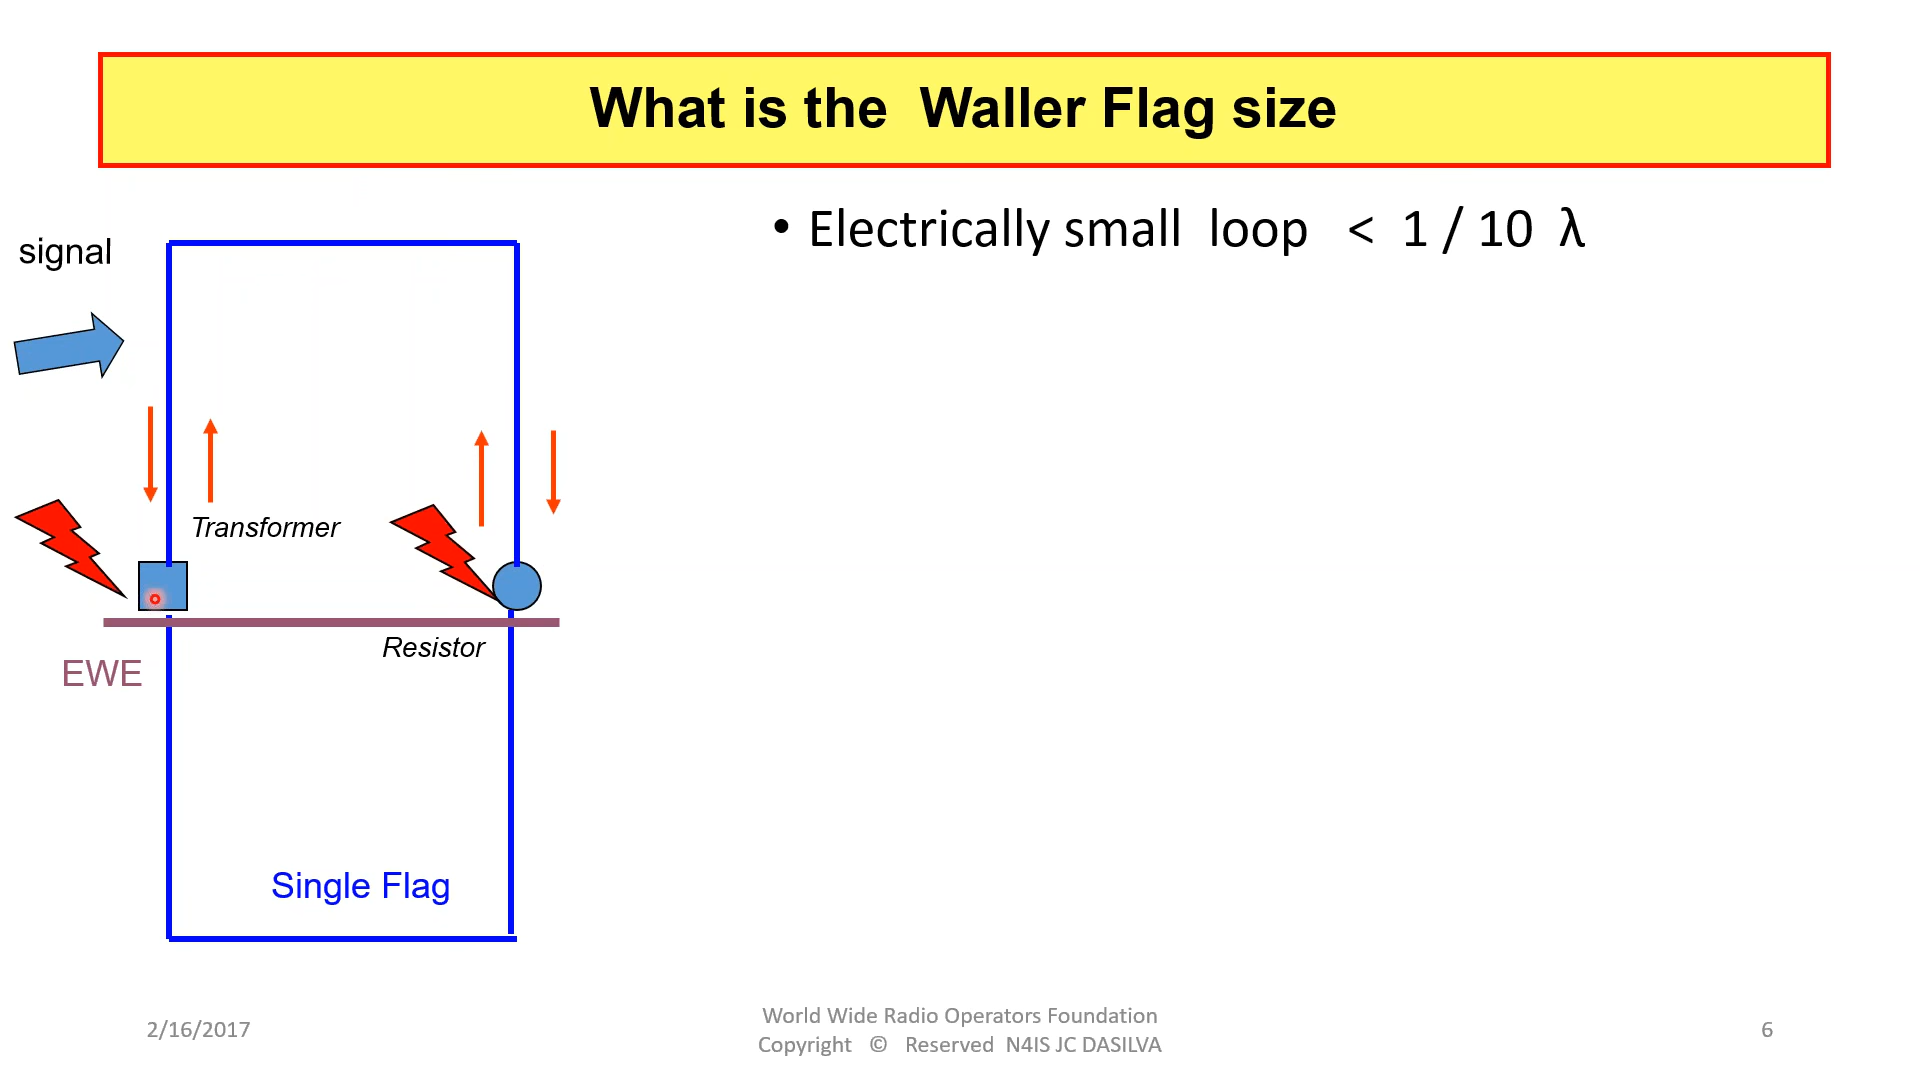 What is the Waller Flag size
• Electrically small loop < 1 / 10 λ
signal
Transformer
Resistor
EWE
Single Flag
2/16/2017
World Wide Radio Operators Foundation
Copyright © Reserved N4IS JC DASILVA
6